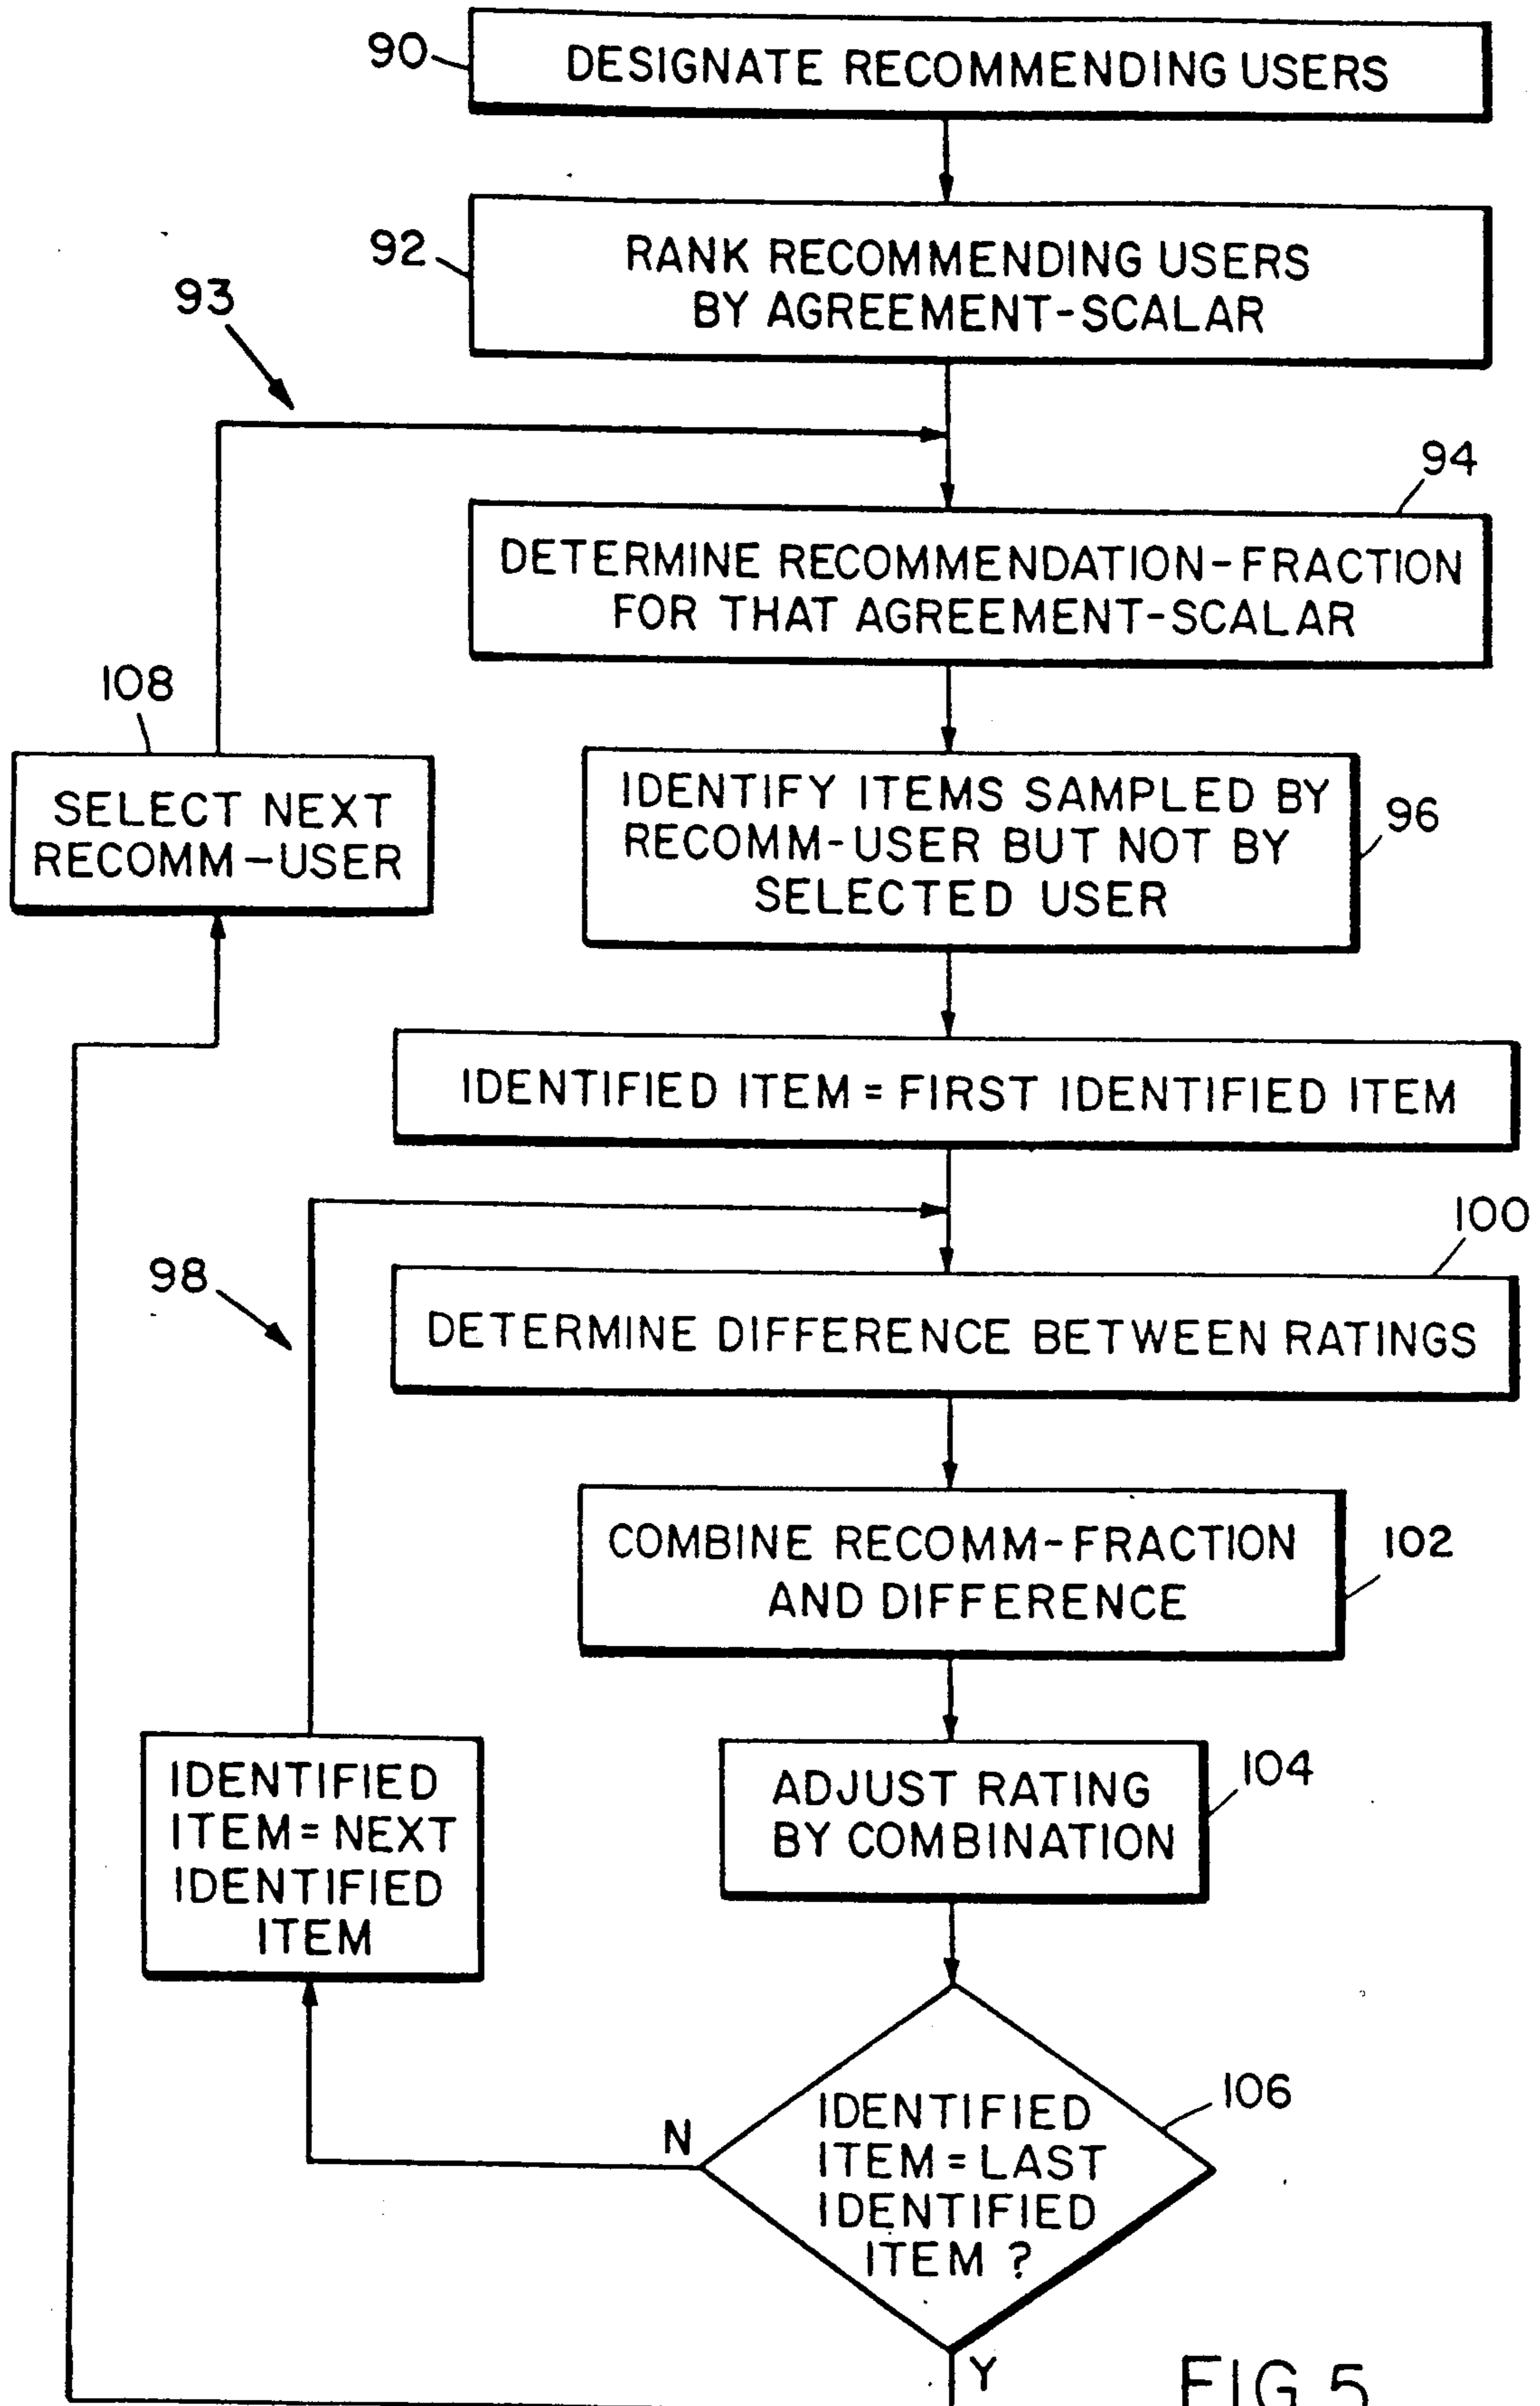 90
DESIGNATE RECOMMENDING USERS
92
RANK RECOMMENDING USERS
BY AGREEMENT-SCALAR
93
94
DETERMINE RECOMMENDATION-FRACTION
FOR THAT AGREEMENT-SCALAR
108
SELECT NEXT
RECOMM-USER
IDENTIFY ITEMS SAMPLED BY
RECOMM-USER BUT NOT BY
SELECTED USER
96
IDENTIFIED ITEM = FIRST IDENTIFIED ITEM
98
100
DETERMINE DIFFERENCE BETWEEN RATINGS
COMBINE RECOMM-FRACTION
AND DIFFERENCE
102
ADJUST RATING
BY COMBINATION
104
IDENTIFIED
ITEM = NEXT
IDENTIFIED
ITEM
IDENTIFIED
ITEM = LAST
IDENTIFIED
ITEM ?
106
N
Y
FIG. 5